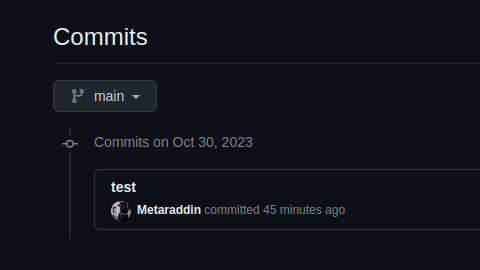 Commits
main
Commits on Oct 30, 2023
test
Metaraddin committed 45 minutes ago